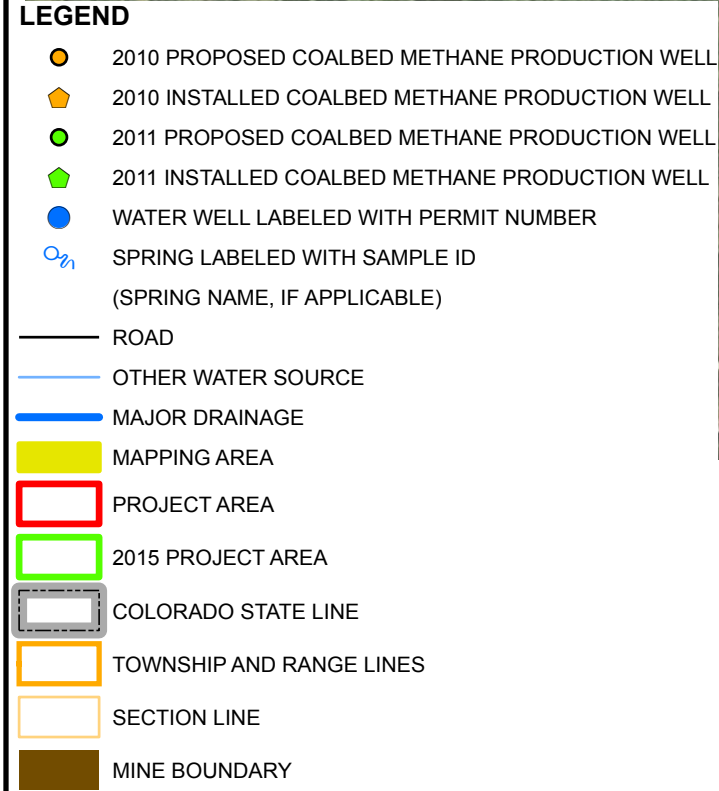 LEGEND
2010 PROPOSED COALBED METHANE PRODUCTION WELL
2010 INSTALLED COALBED METHANE PRODUCTION WELL
2011 PROPOSED COALBED METHANE PRODUCTION WELL
2011 INSTALLED COALBED METHANE PRODUCTION WELL
WATER WELL LABELED WITH PERMIT NUMBER
SPRING LABELED WITH SAMPLE ID
(SPRING NAME, IF APPLICABLE)
ROAD
OTHER WATER SOURCE
MAJOR DRAINAGE
MAPPING AREA
PROJECT AREA
2015 PROJECT AREA
COLORADO STATE LINE
TOWNSHIP AND RANGE LINES
SECTION LINE
MINE BOUNDARY